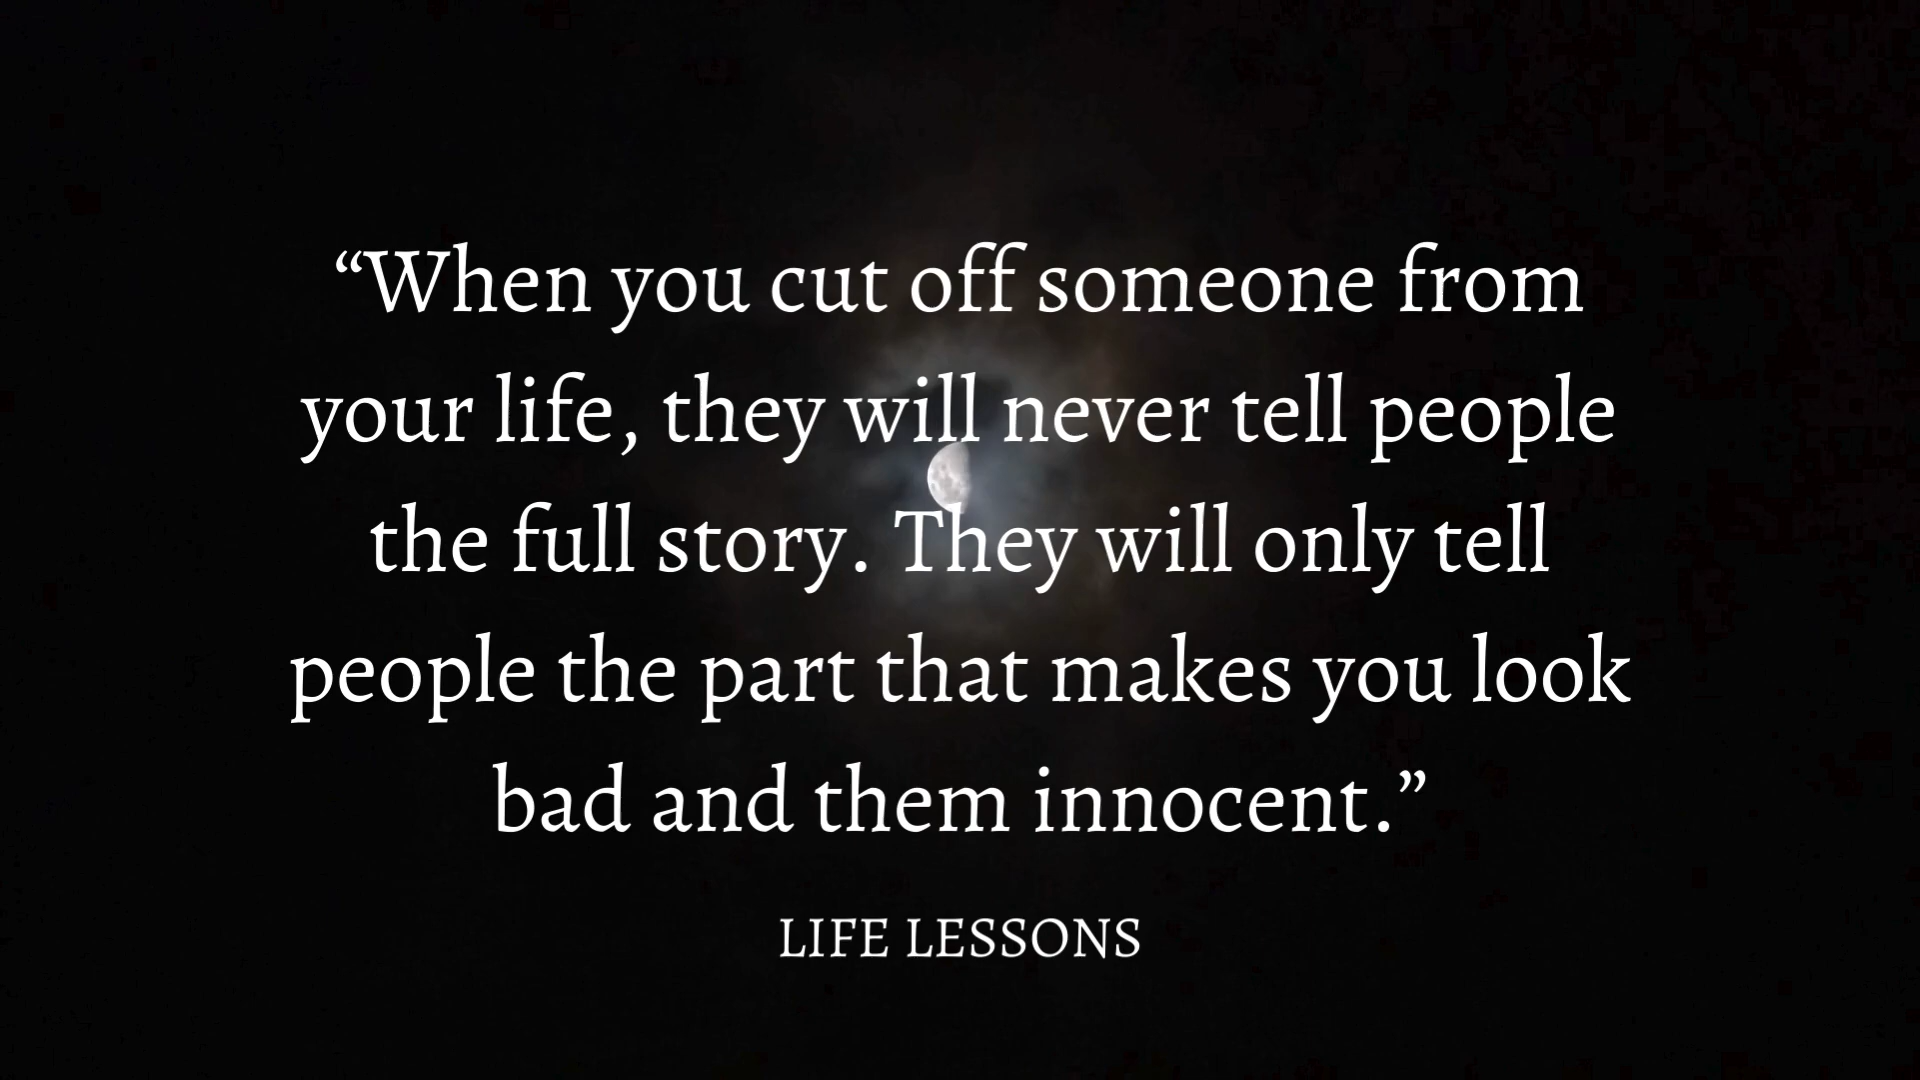 “When you cut off someone from
your life, they will never tell people
the full story. They will only tell
people the part that makes you look
bad and them innocent.”
LIFE LESSONS